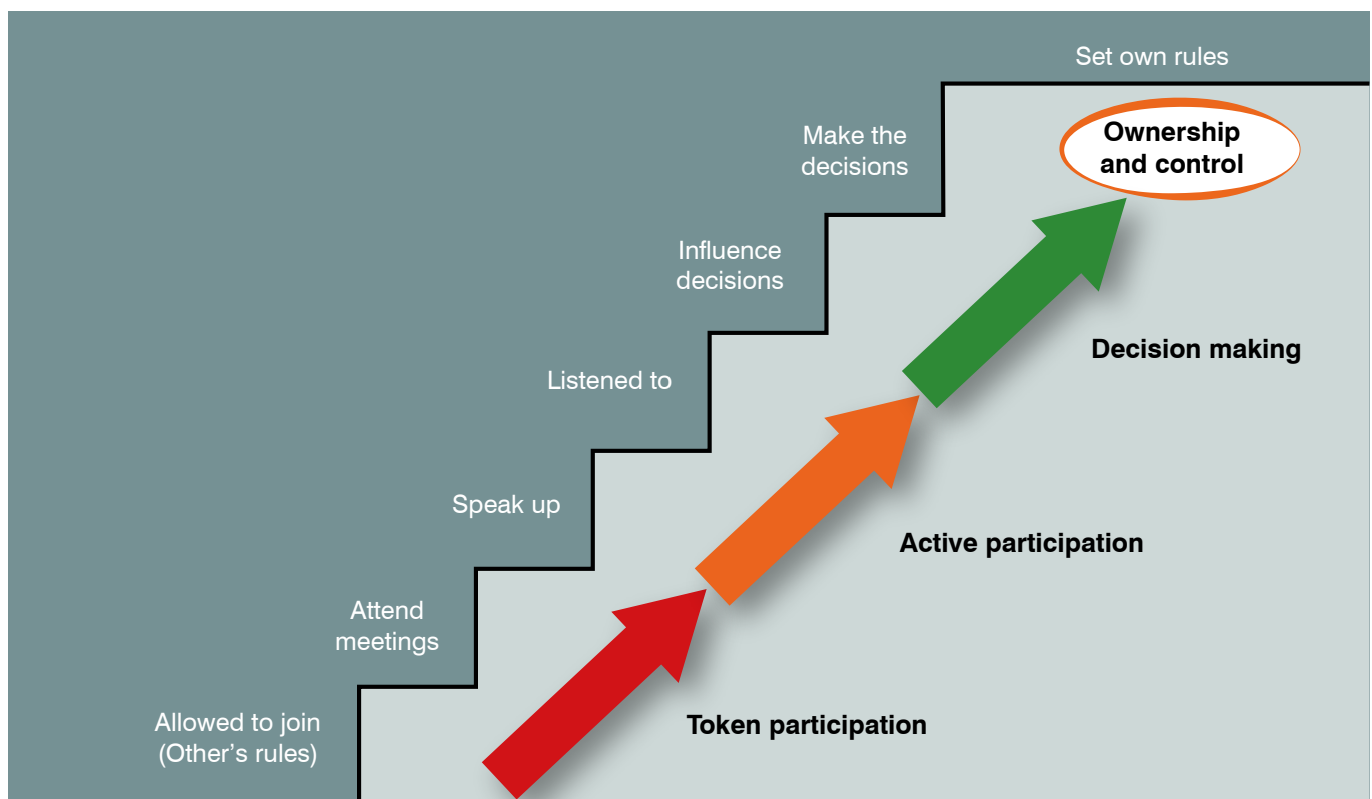 Set own rules
Ownership
and control
Make the
decisions
Influence
decisions
Decision making
Listened to
Speak up
Active participation
Attend
meetings
Allowed to join
(Other's rules)
Token participation